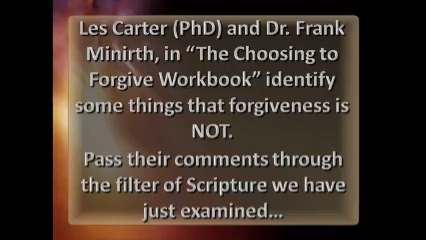 Les Carter (PhD) and Dr. Frank
Minirth, in “The Choosing to
Forgive Workbook” identify
some things that forgiveness is
NOT.
Pass their comments through
the filter of Scripture we have
just examined...